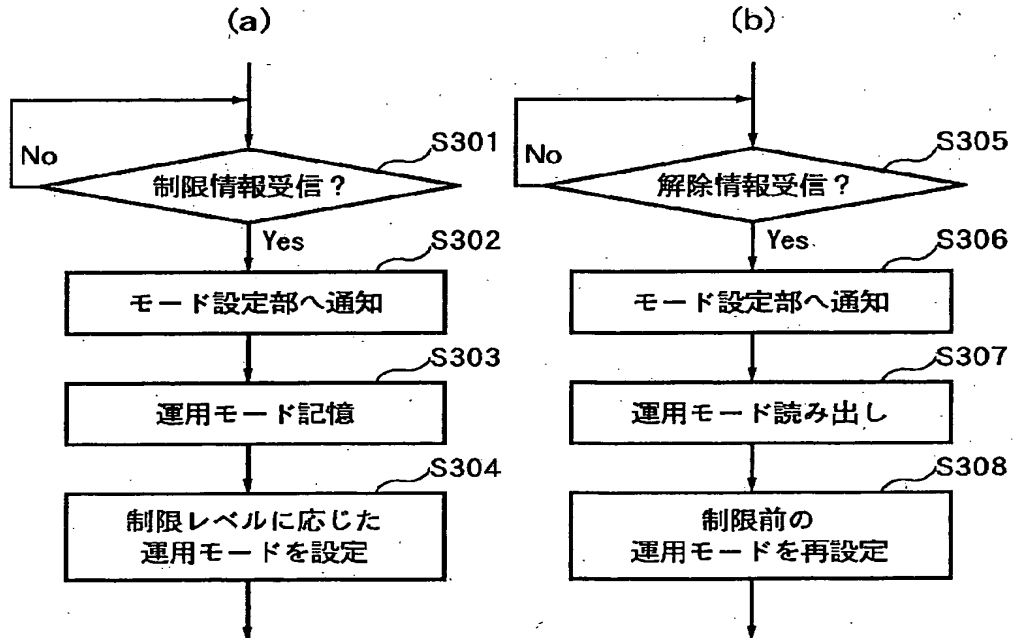 (a)
S301
No
制限情報受信？
Yes
S302
モード設定部へ通知
S303
運用モード記憶
S304
制限レベルに応じた
運用モードを設定
(b)
S305
No
解除情報受信？
Yes
S306
モード設定部へ通知
S307
運用モード読み出し
S308
制限前の
運用モードを再設定